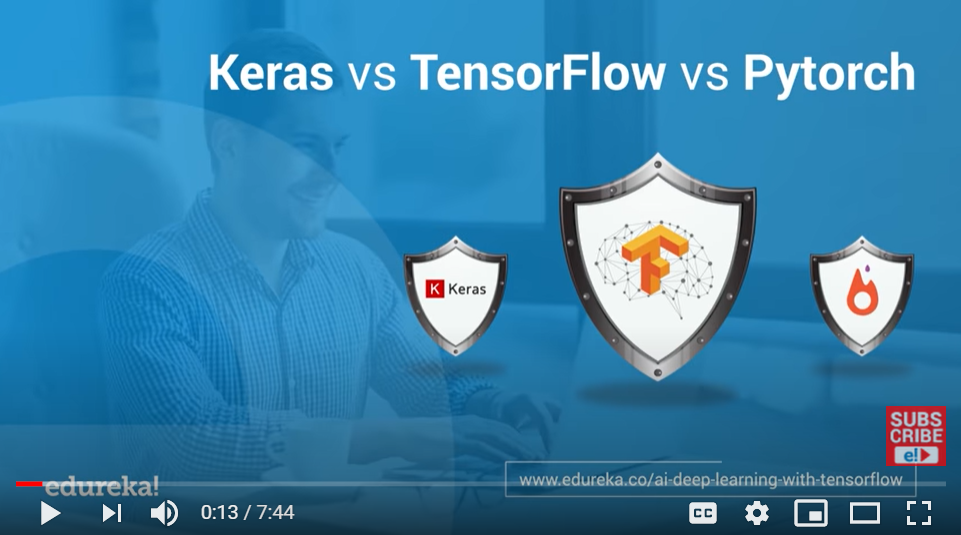 Keras vs TensorFlow vs Pytorch
K Keras
SUBS
CRIBE
e!
edureka!
www.edureka.co/ai-deep-learning-with-tensorflow
0:13 / 7:44
CC